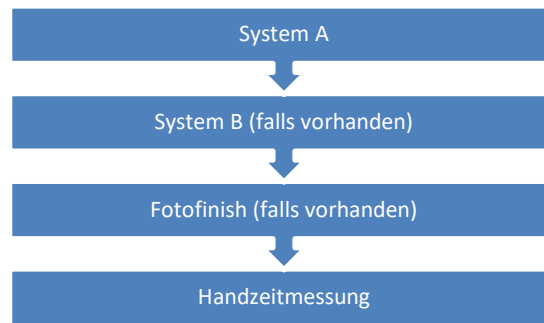 System A
System B (falls vorhanden)
Fotofinish (falls vorhanden)
Handzeitmessung